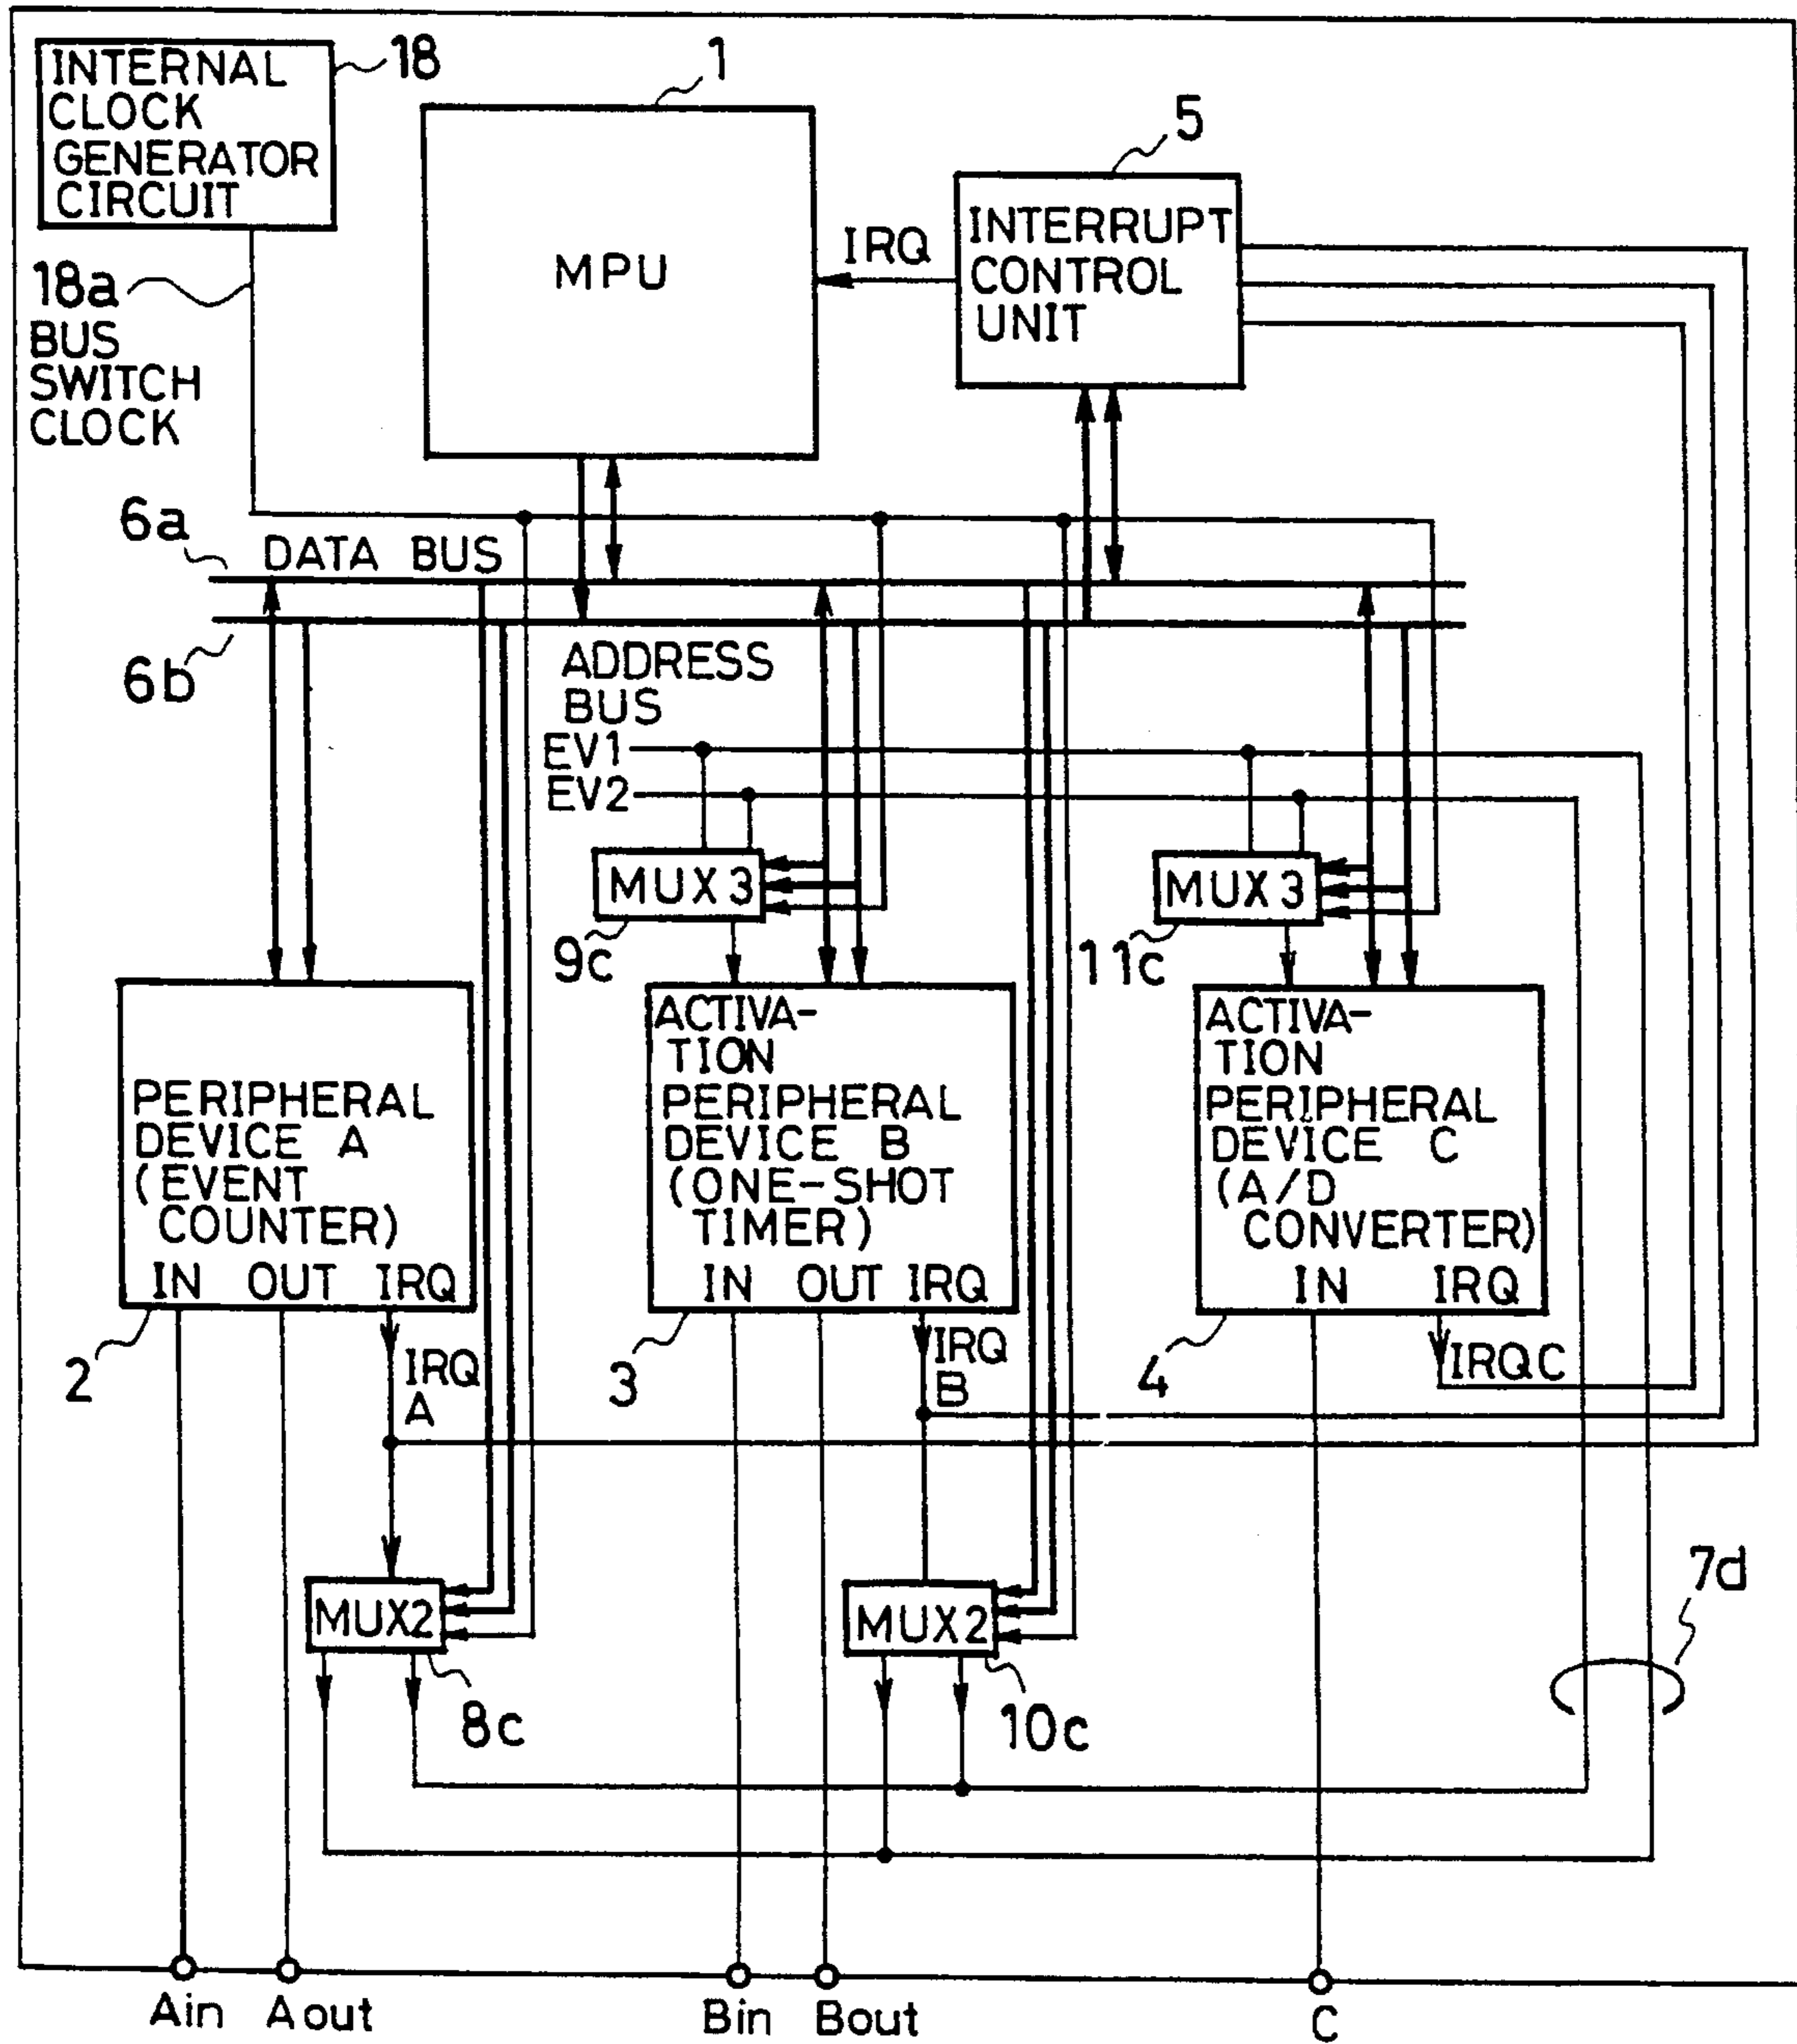 INTERNAL
CLOCK
GENERATOR
CIRCUIT
18
1
5
MPU
IRQ
INTERRUPT
CONTROL
UNIT
18a
BUS
SWITCH
CLOCK
6a
DATA BUS
6b
ADDRESS
BUS
EV1
EV2
MUX3
9c
MUX3
11c
PERIPHERAL
DEVICE A
(EVENT
COUNTER)
IN OUT IRQ
2
IRQ
A
ACTIVA-
TION
PERIPHERAL
DEVICE B
(ONE-SHOT
TIMER)
IN OUT IRQ
3
IRQ
B
ACTIVA-
TION
PERIPHERAL
DEVICE C
(A/D
CONVERTER)
IN IRQ
4
IRQC
MUX2
8c
MUX2
10c
7d
Ain
Aout
Bin
Bout
C